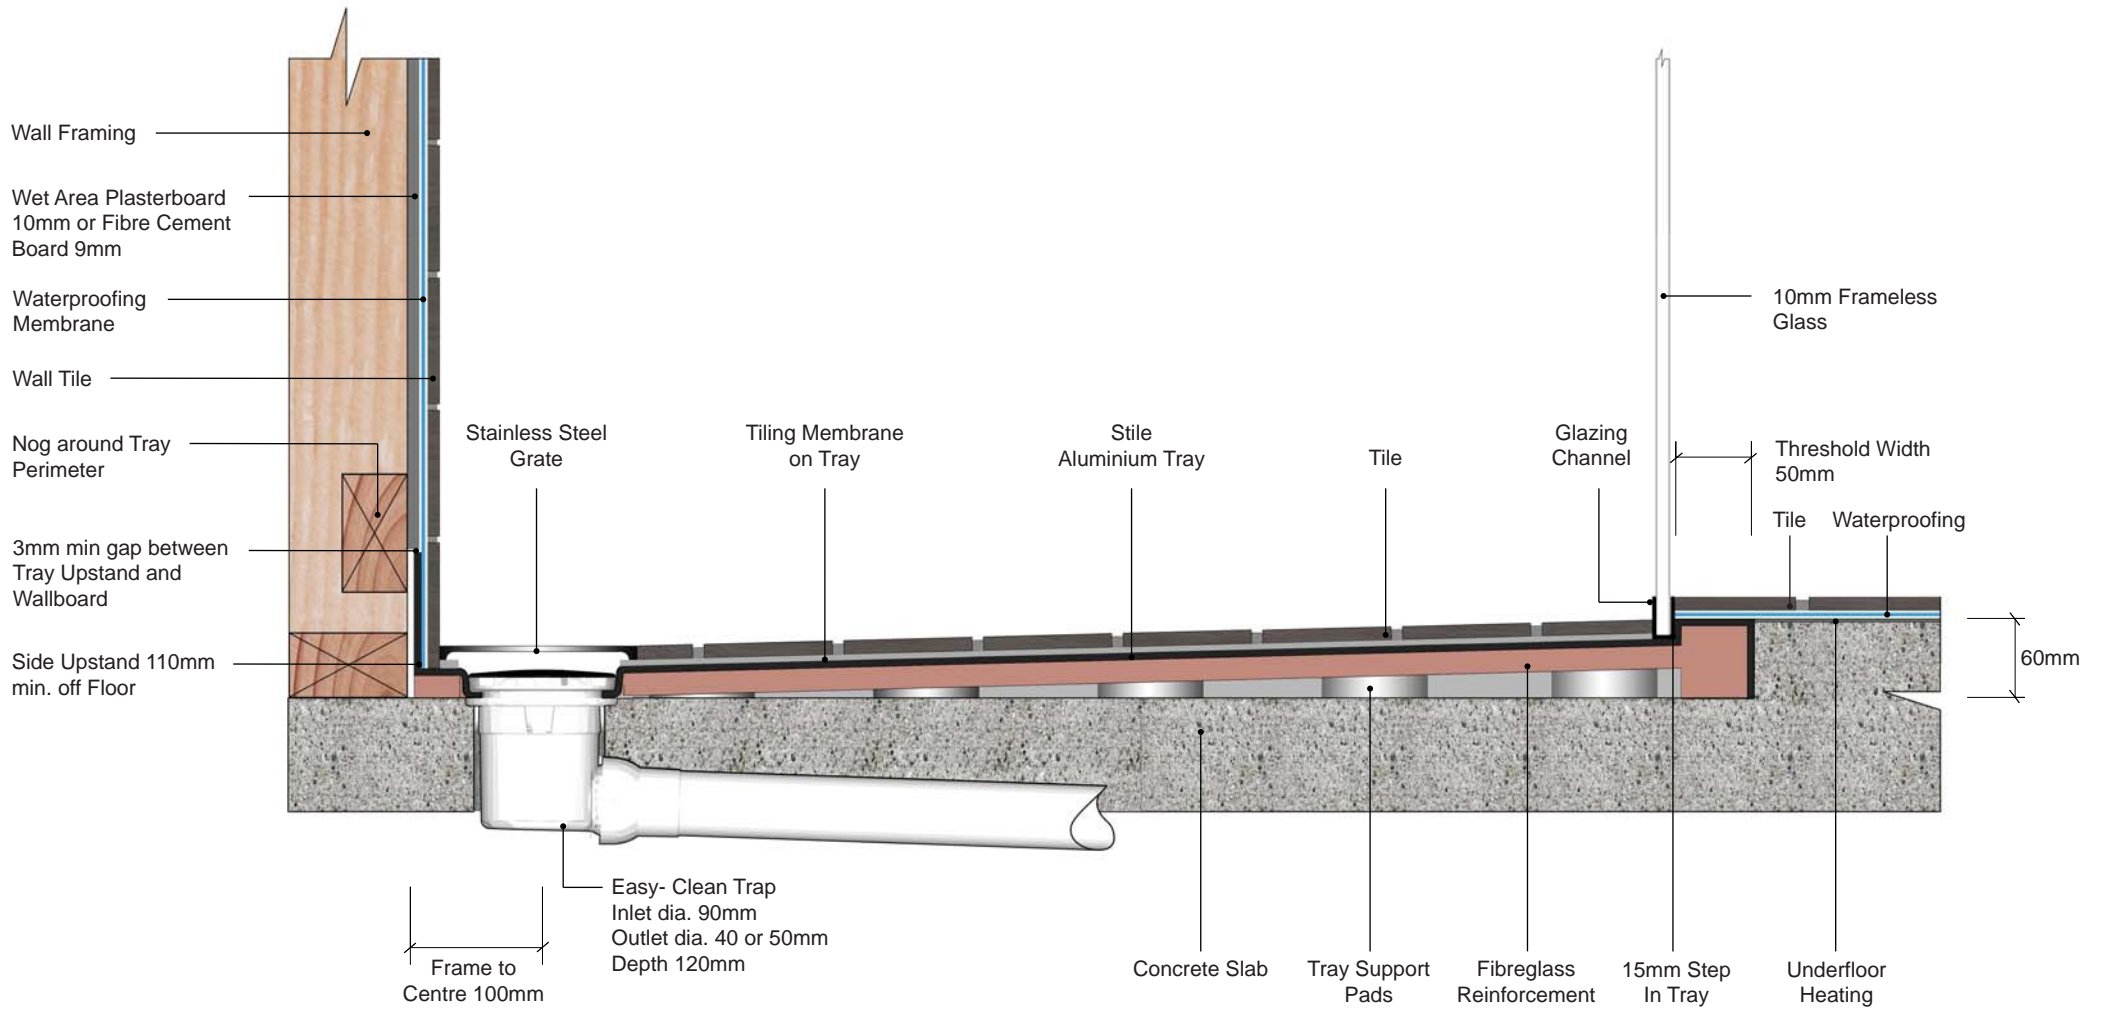 Wall Framing
Wet Area Plasterboard
10mm or Fibre Cement
Board 9mm
Waterproofing
Membrane
Wall Tile
Nog around Tray
Perimeter
3mm min gap between
Tray Upstand and
Wallboard
Side Upstand 110mm
min. off Floor
Stainless Steel
Grate
Tiling Membrane
on Tray
Stile
Aluminium Tray
Tile
Glazing
Channel
10mm Frameless
Glass
Threshold Width
50mm
Tile
Waterproofing
60mm
Easy- Clean Trap
Inlet dia. 90mm
Outlet dia. 40 or 50mm
Depth 120mm
Frame to
Centre 100mm
Concrete Slab
Tray Support
Pads
Fibreglass
Reinforcement
15mm Step
In Tray
Underfloor
Heating